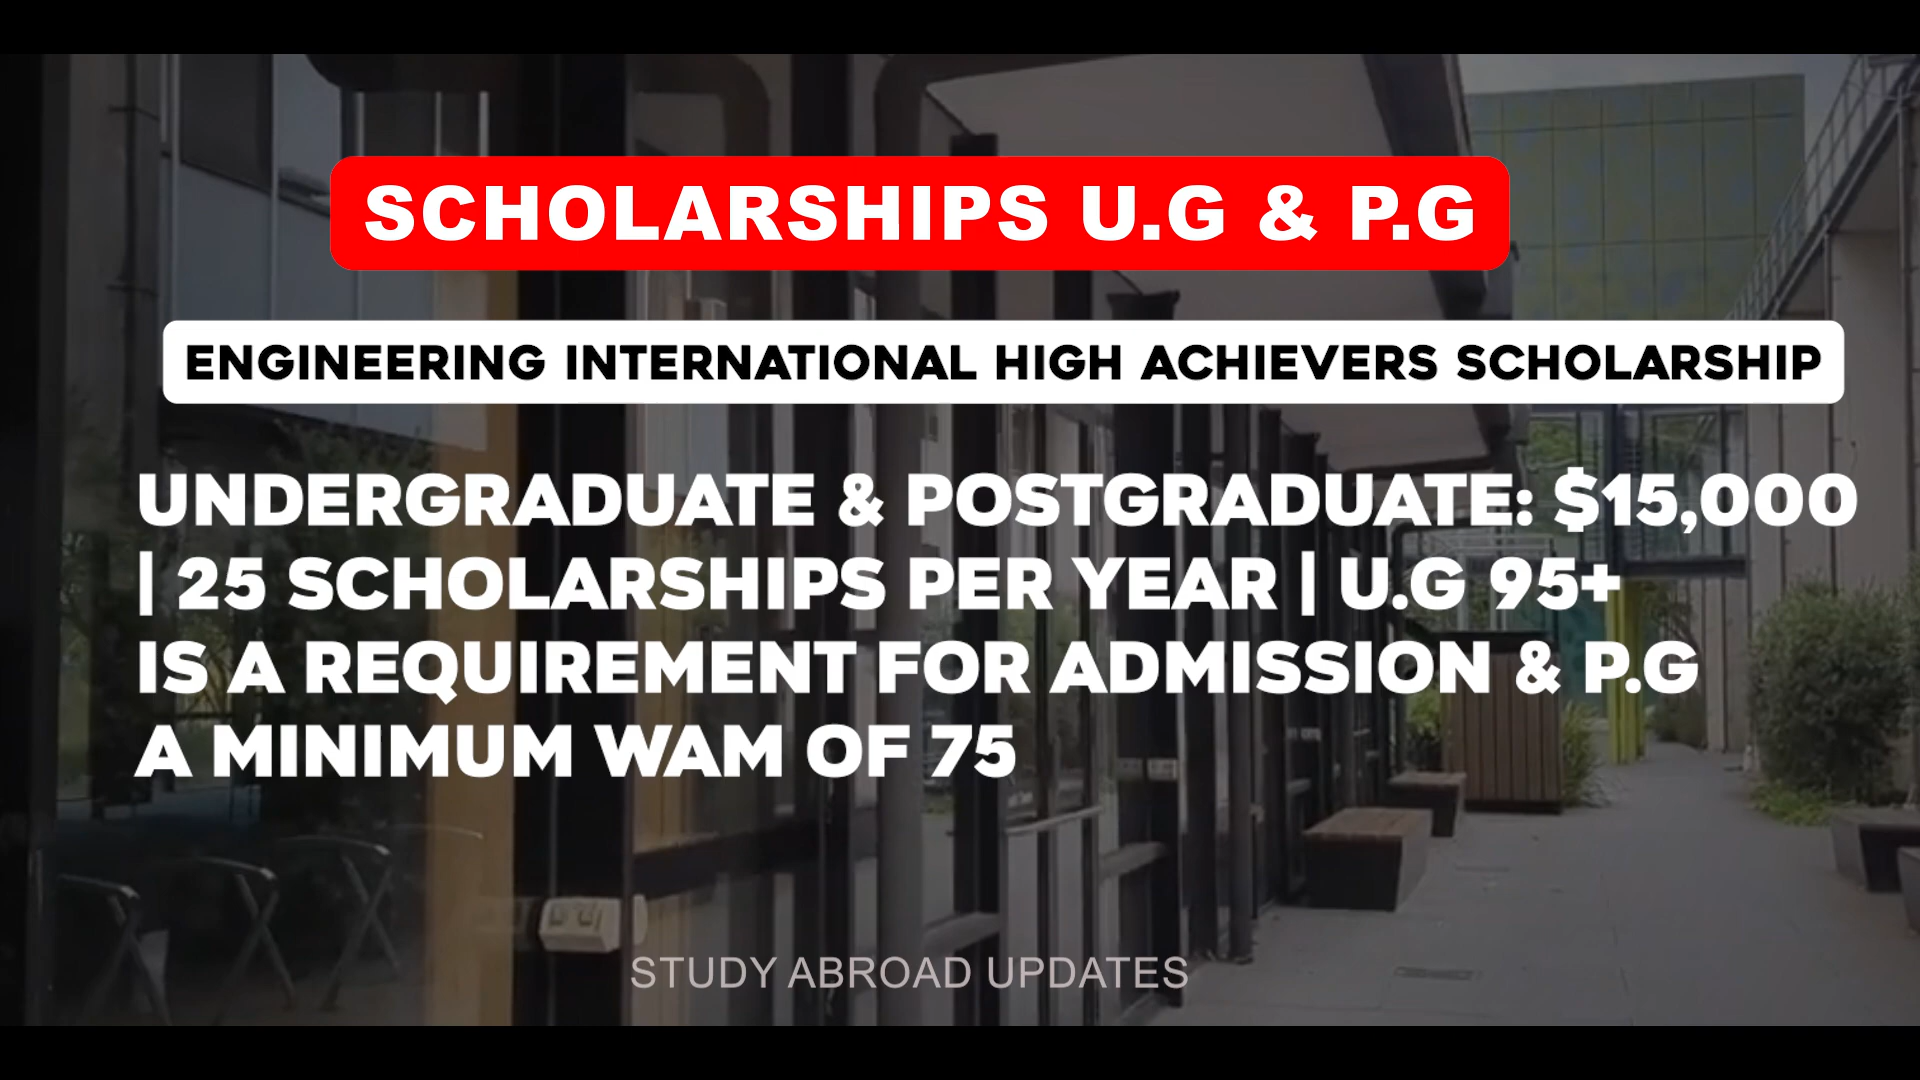 SCHOLARSHIPS U.G & P.G
ENGINEERING INTERNATIONAL HIGH ACHIEVERS SCHOLARSHIP
UNDERGRADUATE & POSTGRADUATE: $15,000
| 25 SCHOLARSHIPS PER YEAR | U.G 95+
IS A REQUIREMENT FOR ADMISSION & P.G
A MINIMUM WAM OF 75
STUDY ABROAD UPDATES